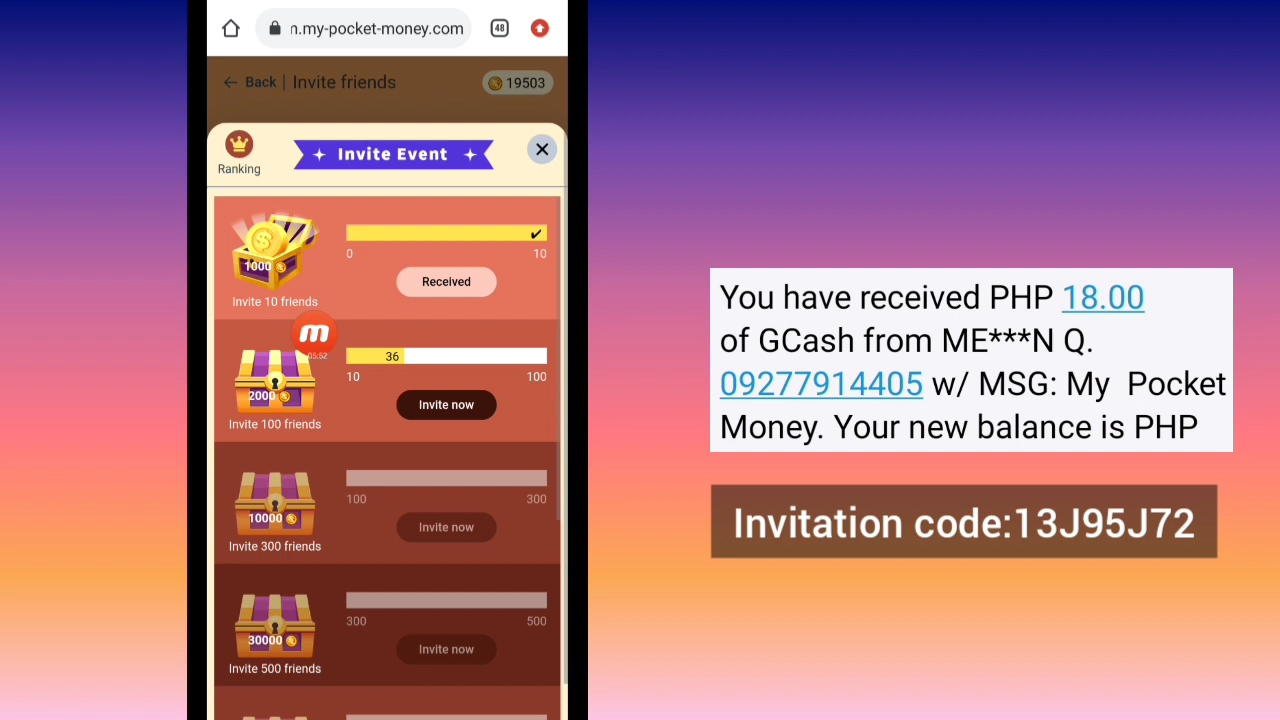 n.my-pocket-money.com
48
Back | Invite friends
19503
Ranking
Invite Event
1000
0
10
Received
Invite 10 friends
m
05:52
36
10
100
2000
Invite now
Invite 100 friends
100
300
10000
Invite now
Invite 300 friends
300
500
30000
Invite now
Invite 500 friends
You have received PHP 18.00
of GCash from ME***N Q.
09277914405 w/ MSG: My Pocket
Money. Your new balance is PHP
Invitation code:13J95J72